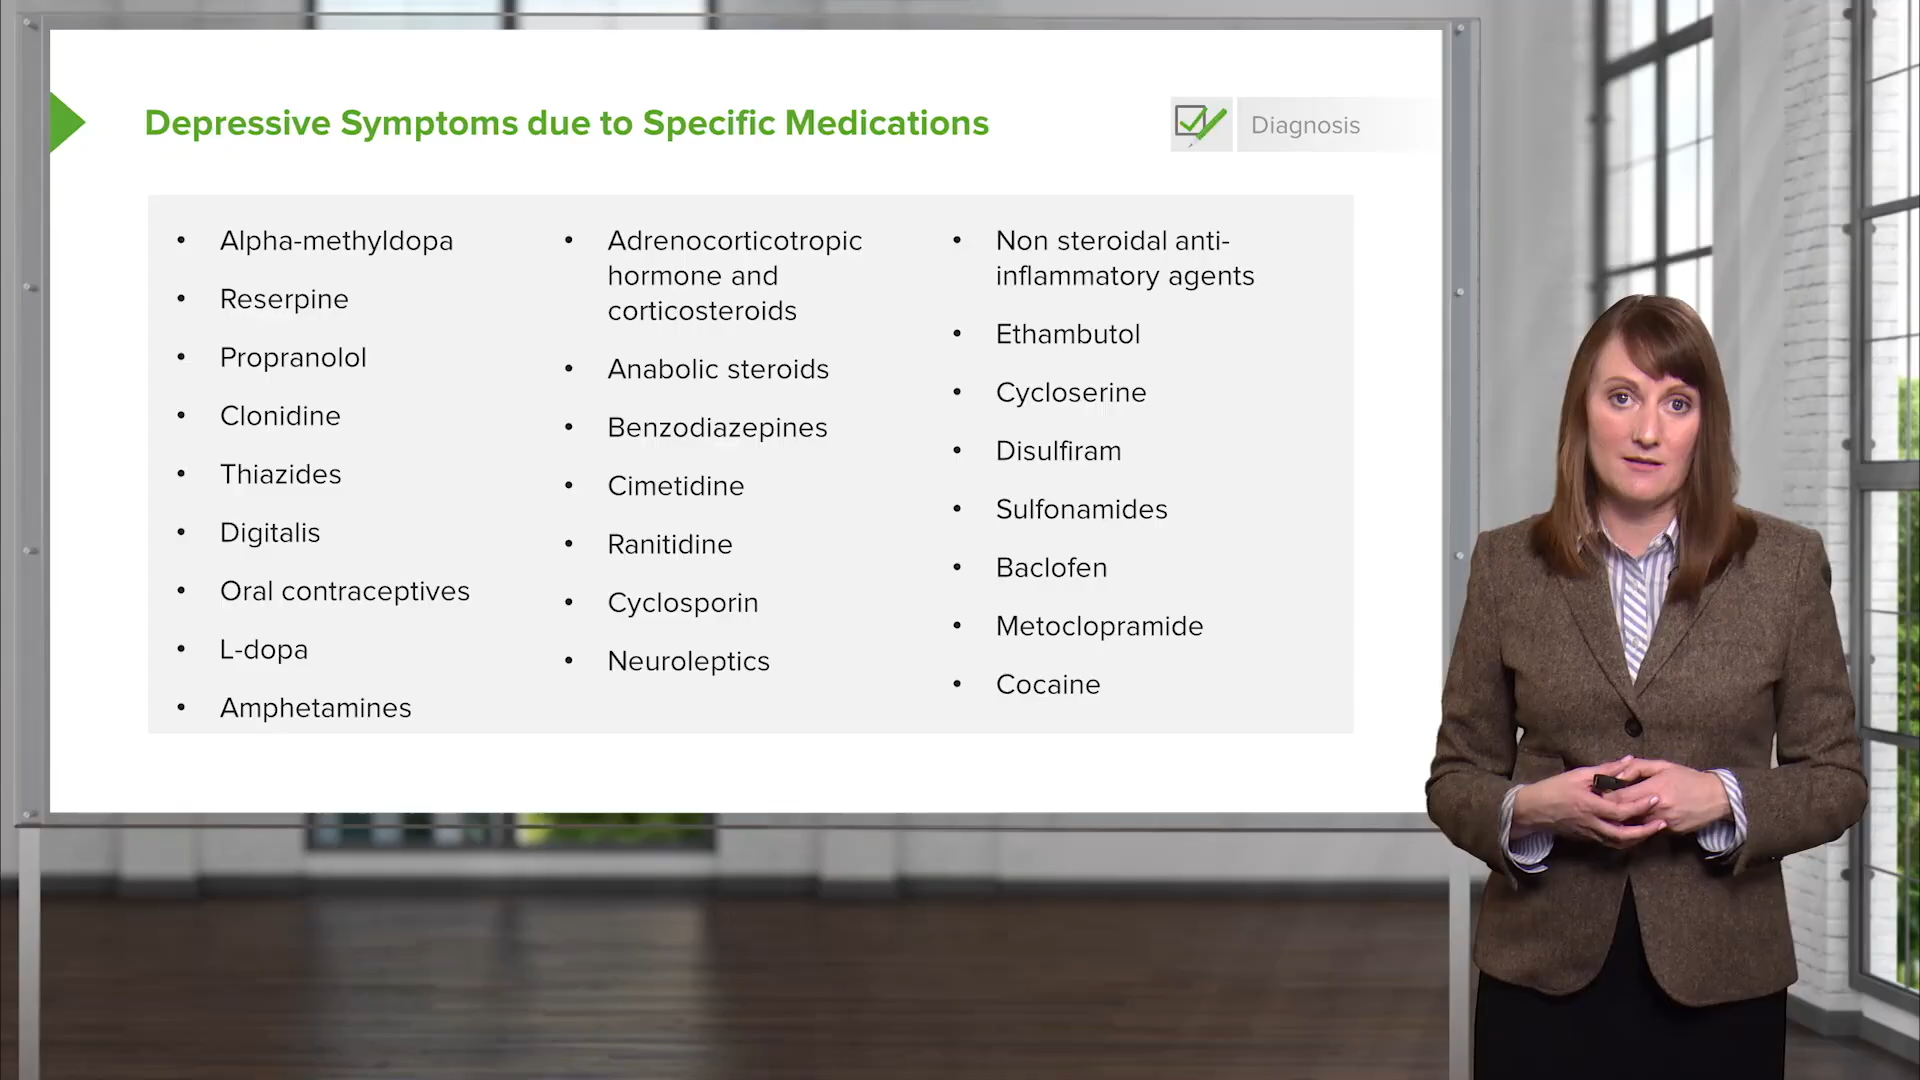 Depressive Symptoms due to Specific Medications
Diagnosis
• Alpha-methyldopa
• Reserpine
• Propranolol
• Clonidine
• Thiazides
• Digitalis
• Oral contraceptives
• L-dopa
• Amphetamines
• Adrenocorticotropic
hormone and
corticosteroids
• Anabolic steroids
• Benzodiazepines
• Cimetidine
• Ranitidine
• Cyclosporin
• Neuroleptics
• Non steroidal anti-
inflammatory agents
• Ethambutol
• Cycloserine
• Disulfiram
• Sulfonamides
• Baclofen
• Metoclopramide
• Cocaine